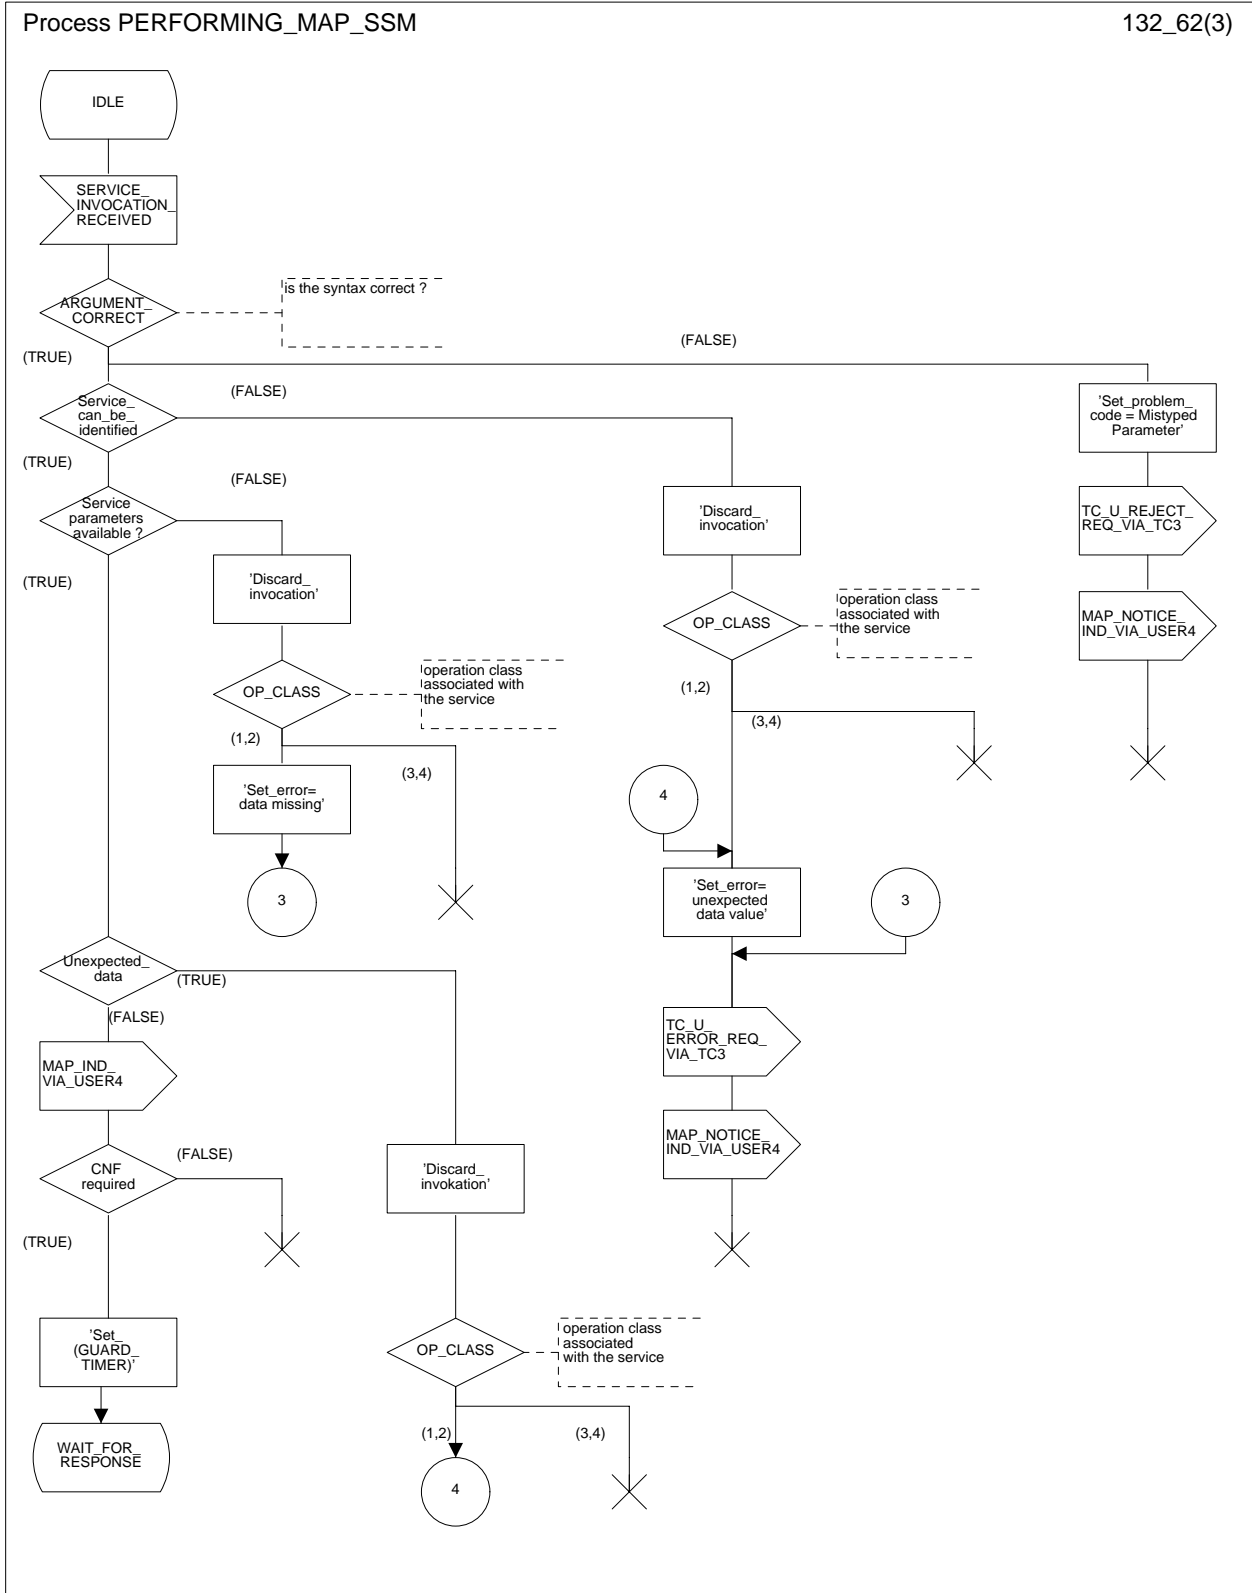 Process PERFORMING_MAP_SSM
132_62(3)
IDLE
SERVICE_
INVOCATION_
RECEIVED
ARGUMENT_
CORRECT
is the syntax correct ?
(TRUE)
(FALSE)
Service_
can_be_
identified
(FALSE)
'Set_problem_
code = Mistyped
Parameter'
(TRUE)
(FALSE)
Service
parameters
available ?
'Discard_
invocation'
TC_U_REJECT_
REQ_VIA_TC3
(TRUE)
'Discard_
invocation'
OP_CLASS
operation class
associated with
the service
MAP_NOTICE_
IND_VIA_USER4
OP_CLASS
operation class
associated with
the service
(1,2)
(3,4)
(1,2)
(3,4)
'Set_error=
data missing'
4
3
'Set_error=
unexpected
data value'
3
Unexpected_
data
(TRUE)
(FALSE)
TC_U_
ERROR_REQ_
VIA_TC3
MAP_IND_
VIA_USER4
MAP_NOTICE_
IND_VIA_USER4
CNF
required
(FALSE)
'Discard_
invokation'
(TRUE)
'Set_
(GUARD_
TIMER)'
OP_CLASS
operation class
associated
with the service
(1,2)
(3,4)
WAIT_FOR_
RESPONSE
4